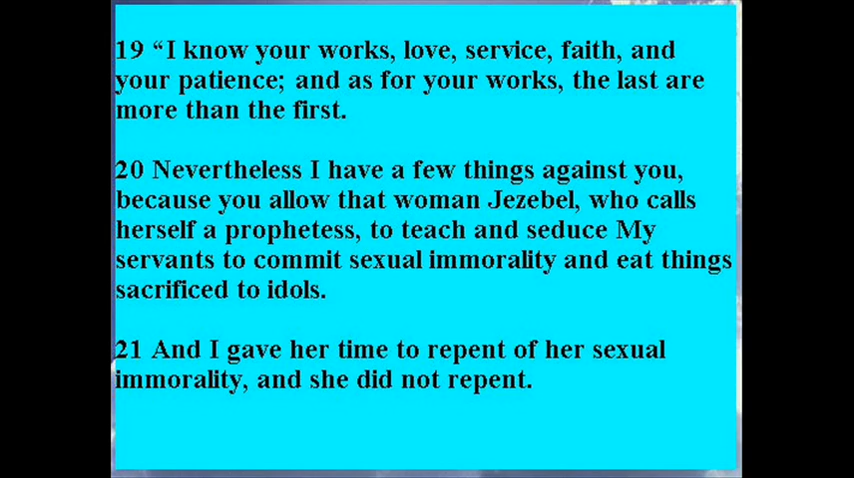 19 “I know your works, love, service, faith, and
your patience; and as for your works, the last are
more than the first.
20 Nevertheless I have a few things against you,
because you allow that woman Jezebel, who calls
herself a prophetess, to teach and seduce My
servants to commit sexual immorality and eat things
sacrificed to idols.
21 And I gave her time to repent of her sexual
immorality, and she did not repent.